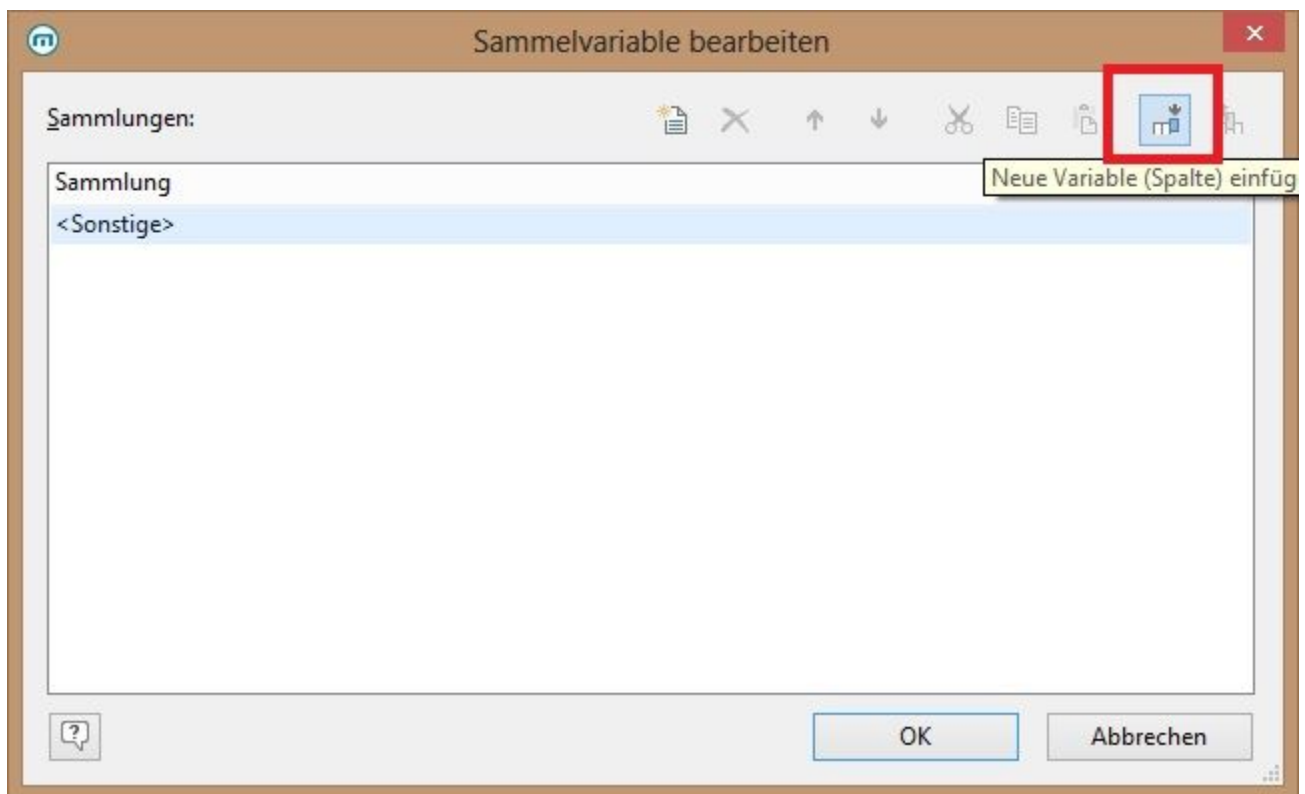 Sammelvariable bearbeiten
Sammlungen:
Neue Variable (Spalte) einfüg
Sammlung
<Sonstige>
OK
Abbrechen